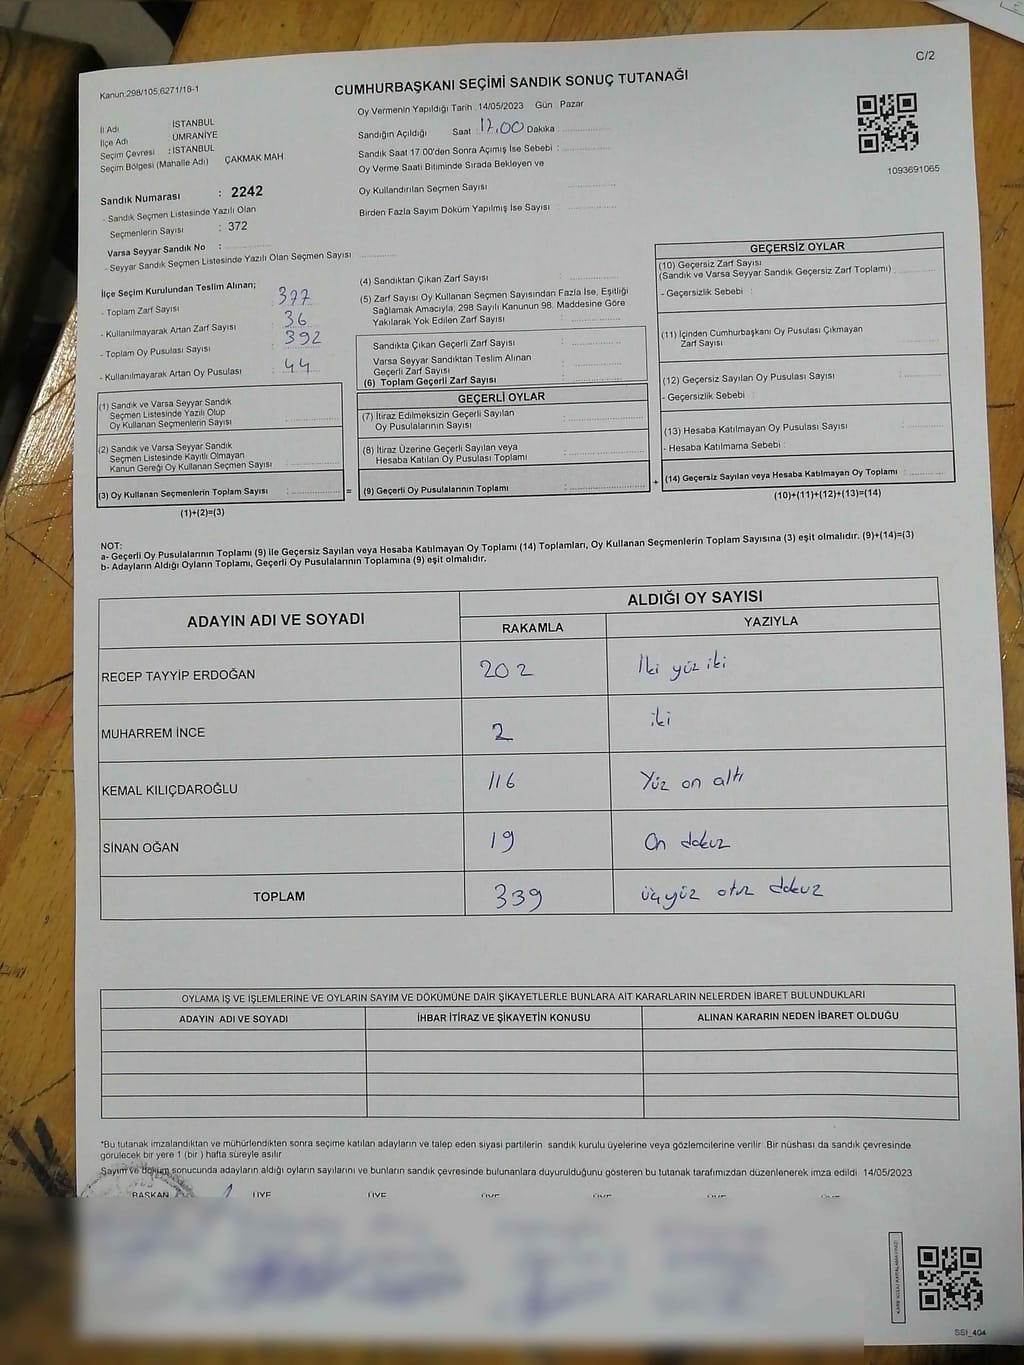 C/2
Kanun:298/105,6271/18-1
CUMHURBAŞKANI SEÇİMİ SANDIK SONUÇ TUTANAĞI
İl Adı İSTANBUL
İlçe Adı ÜMRANİYE
Seçim Çevresi : İSTANBUL
Seçim Bölgesi (Mahalle Adı) ÇAKMAK MAH
Sandık Numarası : 2242
- Sandık Seçmen Listesinde Yazılı Olan
Seçmenlerin Sayısı : 372
Varsa Seyyar Sandık No :
- Seyyar Sandık Seçmen Listesinde Yazılı Olan Seçmen Sayısı
Oy Vermenin Yapıldığı Tarih 14/05/2023 Gün Pazar
Sandığın Açıldığı Saat 17.00 Dakika :
Sandık Saat 17 00'den Sonra Açımış İse Sebebi :
Oy Verme Saati Bitiminde Sırada Bekleyen ve
Oy Kullandırılan Seçmen Sayısı
Birden Fazla Sayım Döküm Yapılmış İse Sayısı
1093691065
İlçe Seçim Kurulundan Teslim Alınan;
- Toplam Zarf Sayısı : 377
- Kullanılmayarak Artan Zarf Sayısı : 36
- Toplam Oy Pusulası Sayısı : 392
- Kullanılmayarak Artan Oy Pusulası : 44
(1) Sandık ve Varsa Seyyar Sandık
Seçmen Listesinde Yazılı Olup
Oy Kullanan Seçmenlerin Sayısı
(2) Sandık ve Varsa Seyyar Sandık
Seçmen Listesinde Kayıtlı Olmayan
Kanun Gereği Oy Kullanan Seçmen Sayısı :
(3) Oy Kullanan Seçmenlerin Toplam Sayısı :
(1)+(2)=(3)
=
(4) Sandıktan Çıkan Zarf Sayısı :
(5) Zarf Sayısı Oy Kullanan Seçmen Sayısından Fazla İse, Eşitliği
Sağlamak Amacıyla, 298 Sayılı Kanunun 98. Maddesine Göre
Yakılarak Yok Edilen Zarf Sayısı :
Sandıkta Çıkan Geçerli Zarf Sayısı :
Varsa Seyyar Sandıktan Teslim Alınan
Geçerli Zarf Sayısı :
(6) Toplam Geçerli Zarf Sayısı :
GEÇERLİ OYLAR
(7) İtiraz Edilmeksizin Geçerli Sayılan
Oy Pusulalarının Sayısı :
(8) İtiraz Üzerine Geçerli Sayılan veya
Hesaba Katılan Oy Pusulası Toplamı :
(9) Geçerli Oy Pusulalarının Toplamı :
+
GEÇERSİZ OYLAR
(10) Geçersiz Zarf Sayısı
(Sandık ve Varsa Seyyar Sandık Geçersiz Zarf Toplamı)
- Geçersizlik Sebebi :
(11) İçinden Cumhurbaşkanı Oy Pusulası Çıkmayan
Zarf Sayısı :
(12) Geçersiz Sayılan Oy Pusulası Sayısı :
- Geçersizlik Sebebi :
(13) Hesaba Katılmayan Oy Pusulası Sayısı :
- Hesaba Katılmama Sebebi :
(14) Geçersiz Sayılan veya Hesaba Katılmayan Oy Toplamı :
(10)+(11)+(12)+(13)=(14)
NOT:
a- Geçerli Oy Pusulalarının Toplamı (9) ile Geçersiz Sayılan veya Hesaba Katılmayan Oy Toplamı (14) Toplamları, Oy Kullanan Seçmenlerin Toplam Sayısına (3) eşit olmalıdır. (9)+(14)=(3)
b- Adayların Aldığı Oyların Toplamı, Geçerli Oy Pusulalarının Toplamına (9) eşit olmalıdır.
ADAYIN ADI VE SOYADI ALDIĞI OY SAYISI
RAKAMLA YAZIYLA
RECEP TAYYİP ERDOĞAN 202 İki yüz iki
MUHARREM İNCE 2 iki
KEMAL KILIÇDAROĞLU 116 Yüz on altı
SİNAN OĞAN 19 On dokuz
TOPLAM 339 üçyüz otuz dokuz
OYLAMA İŞ VE İŞLEMLERİNE VE OYLARIN SAYIM VE DÖKÜMÜNE DAİR ŞİKAYETLERLE BUNLARA AİT KARARLARIN NELERDEN İBARET BULUNDUKLARI
ADAYIN ADI VE SOYADI İHBAR İTİRAZ VE ŞİKAYETİN KONUSU ALINAN KARARIN NEDEN İBARET OLDUĞU
*Bu tutanak imzalandıktan ve mühürlendikten sonra seçime katılan adayların ve talep eden siyasi partilerin sandık kurulu üyelerine veya gözlemcilerine verilir Bir nüshası da sandık çevresinde
görülecek bir yere 1 (bir) hafta süreyle asılır
Sayım ve döküm sonucunda adayların aldığı oyların sayılarını ve bunların sandık çevresinde bulunanlara duyurulduğunu gösteren bu tutanak tarafımızdan düzenlenerek imza edildi 14/05/2023
BAŞKAN ÜYE ÜYE ÜYE ÜYE ÜYE ÜYE
SSI_404